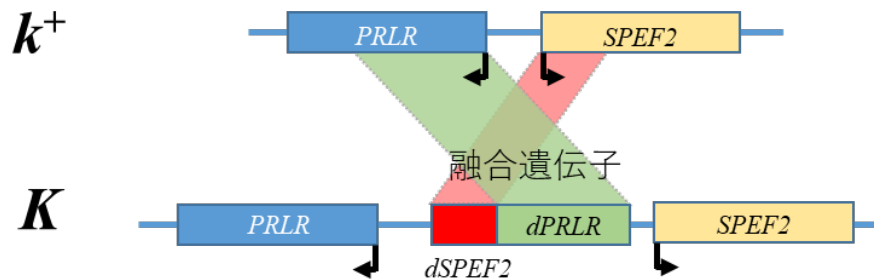 k+
PRLR
SPEF2
融合遺伝子
K
PRLR
dPRLR
SPEF2
dSPEF2